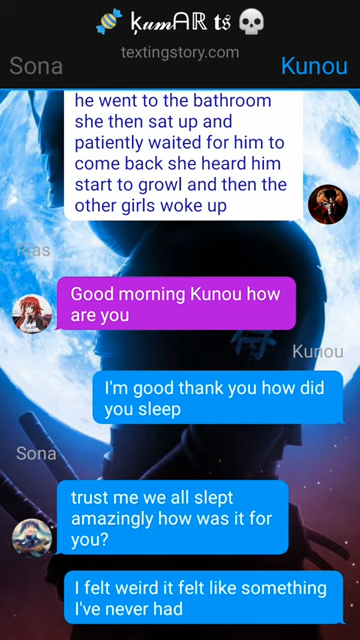 🍬 ķ𝓊𝓂ᗩℝ 𝖙𝖘 💀
textingstory.com
Sona
Kunou
he went to the bathroom
she then sat up and
patiently waited for him to
come back she heard him
start to growl and then the
other girls woke up
Rias
Good morning Kunou how
are you
Kunou
I'm good thank you how did
you sleep
Sona
trust me we all slept
amazingly how was it for
you?
I felt weird it felt like something
I've never had